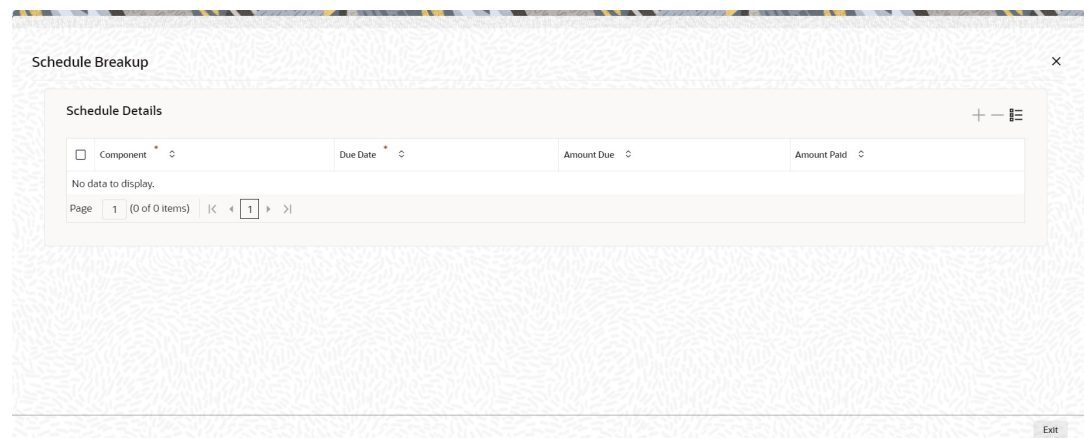 Schedule Breakup
Schedule Details
Component * Due Date * Amount Due Amount Paid
No data to display.
Page 1 (0 of 0 items) 1
Exit